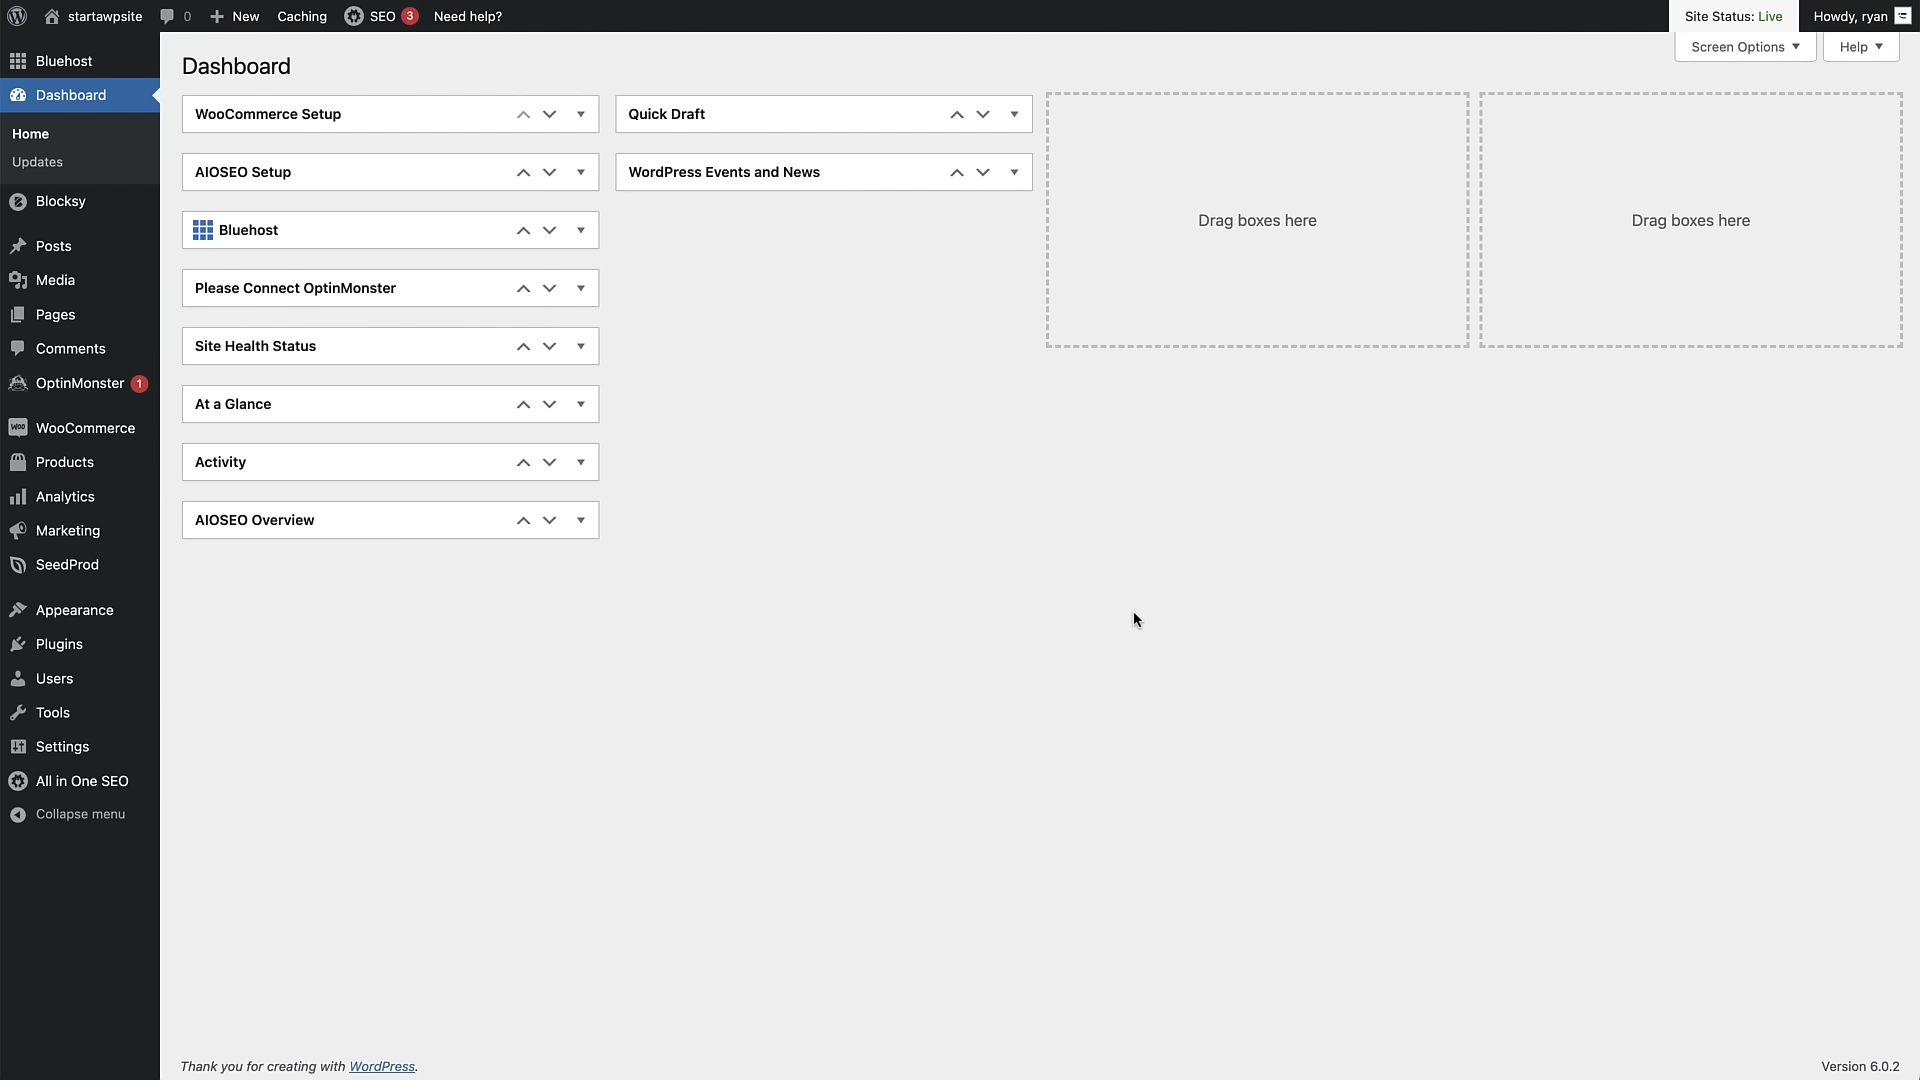 startawpsite
0
New
Caching
SEO 3
Need help?
Site Status: Live
Howdy, ryan
Screen Options
Help
Bluehost
Dashboard
Home
Updates
Blocksy
Posts
Media
Pages
Comments
OptinMonster 1
WooCommerce
Products
Analytics
Marketing
SeedProd
Appearance
Plugins
Users
Tools
Settings
All in One SEO
Collapse menu
Dashboard
WooCommerce Setup
AIOSEO Setup
Bluehost
Please Connect OptinMonster
Site Health Status
At a Glance
Activity
AIOSEO Overview
Quick Draft
WordPress Events and News
Drag boxes here
Drag boxes here
Thank you for creating with WordPress.
Version 6.0.2